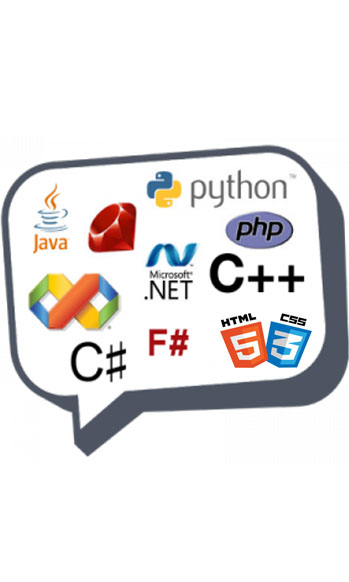 python™
Java
php
Microsoft®
.NET
C++
HTML
CSS
5
3
F#
C#